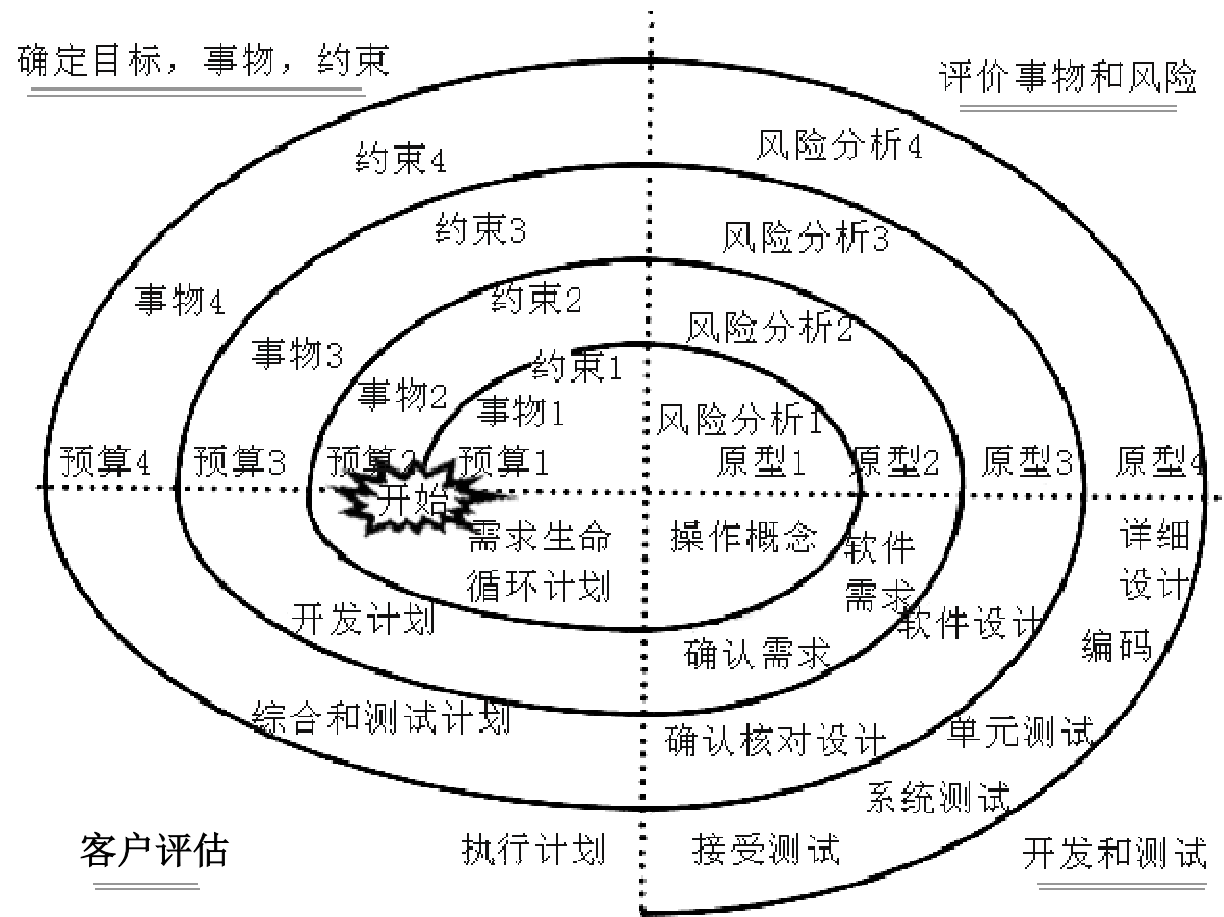 确定目标，事物，约束
评价事物和风险
约束4
风险分析4
约束3
风险分析3
事物4
约束2
风险分析2
事物3
约束1
事物2
事物1
风险分析1
预算4
预算3
预算2
预算1
原型1
原型2
原型3
原型4
开始
需求生命
循环计划
操作概念
软件
需求
详细
设计
开发计划
软件设计
确认需求
编码
综合和测试计划
确认核对设计
单元测试
系统测试
客户评估
执行计划
接受测试
开发和测试